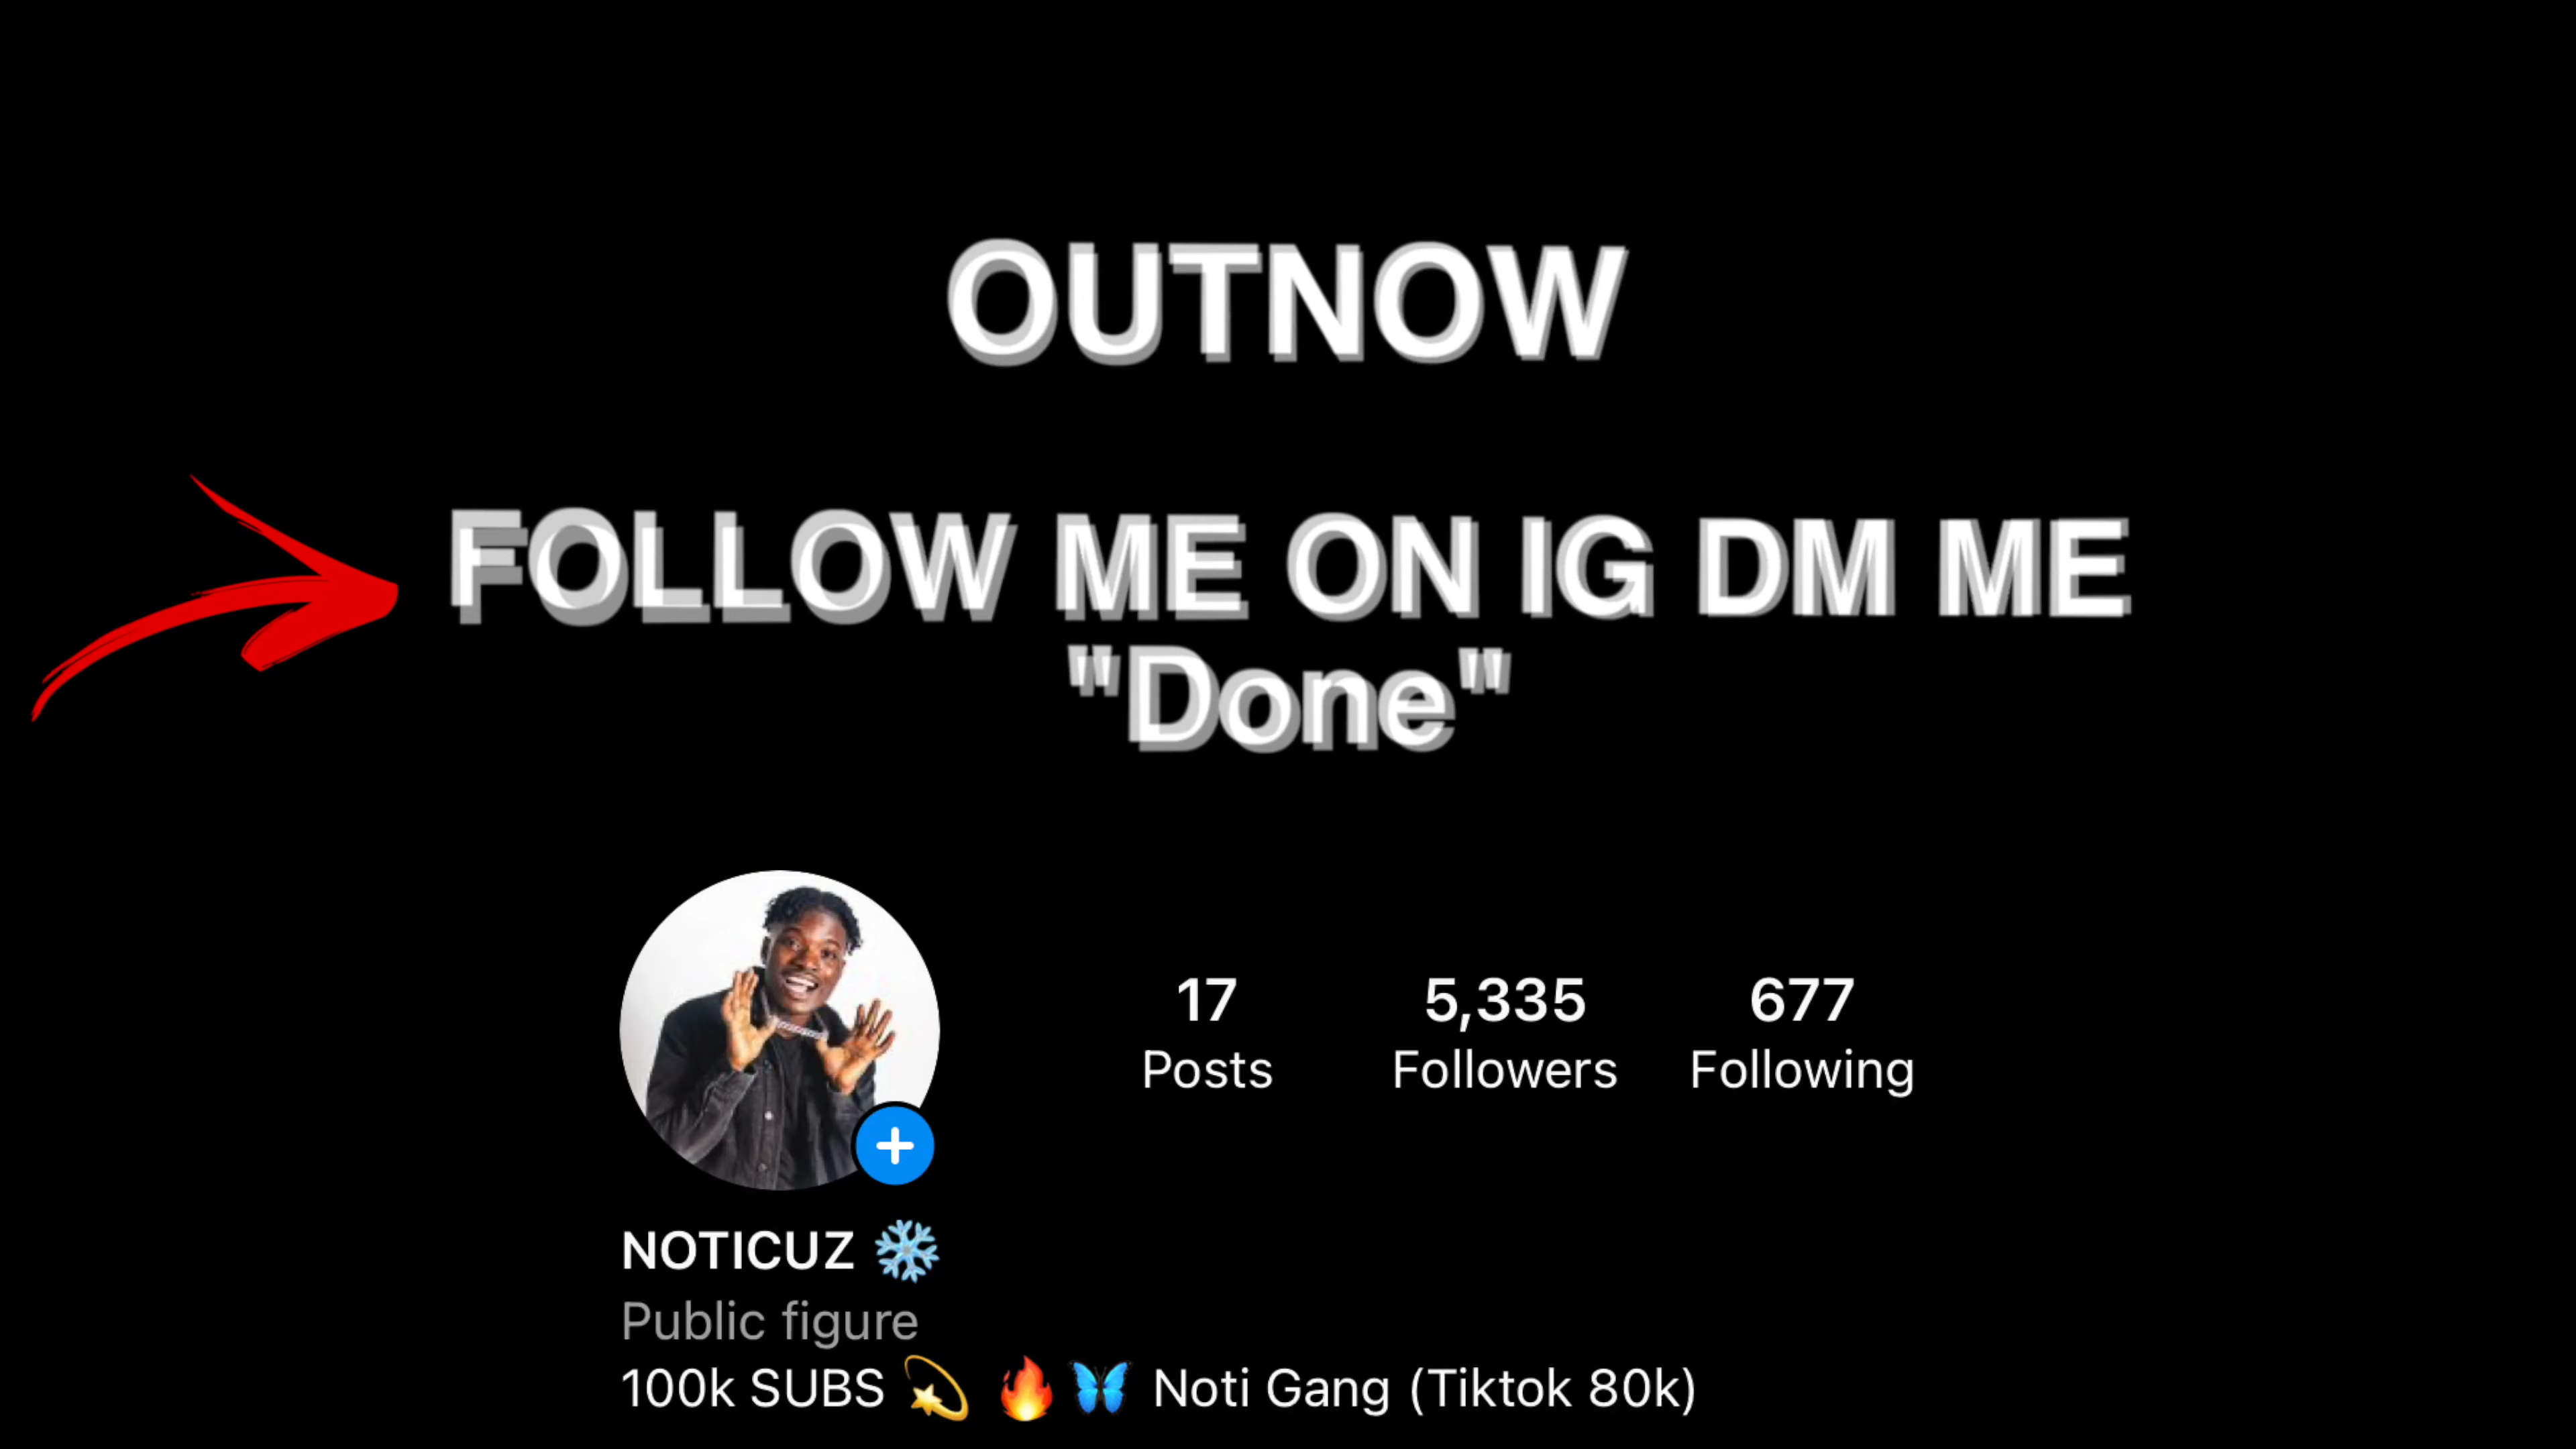 OUTNOW
FOLLOW ME ON IG DM ME
"Done"
17 5,335 677
Posts Followers Following
NOTICUZ ❄️
Public figure
100k SUBS 💫 🔥🦋 Noti Gang (Tiktok 80k)